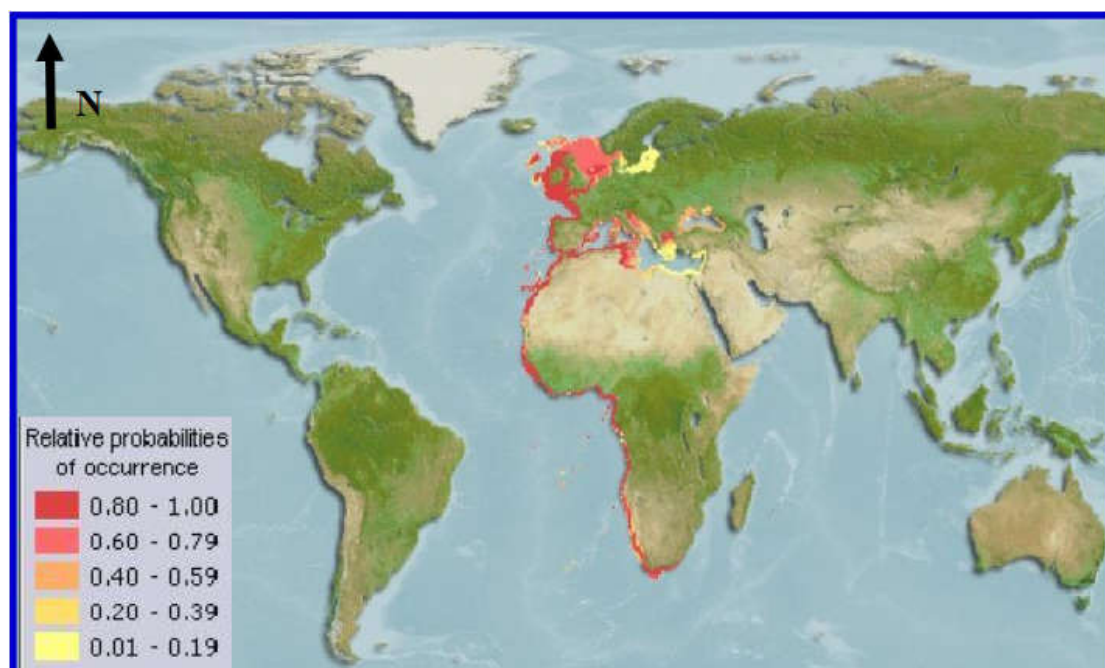 N
Relative probabilities
of occurrence
0.80 - 1.00
0.60 - 0.79
0.40 - 0.59
0.20 - 0.39
0.01 - 0.19